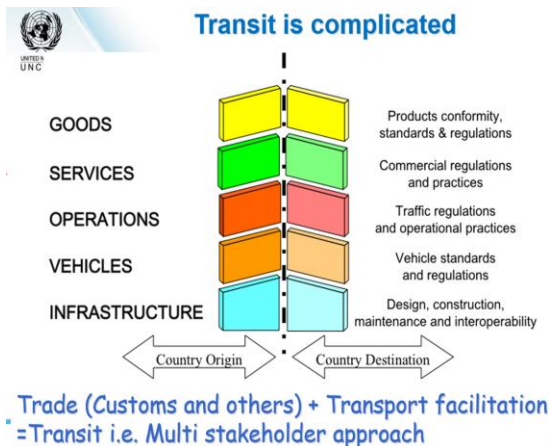 Transit is complicated
UNITED N
UNC
GOODS
Products conformity,
standards & regulations
SERVICES
Commercial regulations
and practices
OPERATIONS
Traffic regulations
and operational practices
VEHICLES
Vehicle standards
and regulations
INFRASTRUCTURE
Design, construction,
maintenance and interoperability
Country Origin
Country Destination
Trade (Customs and others) + Transport facilitation
=Transit i.e. Multi stakeholder approach